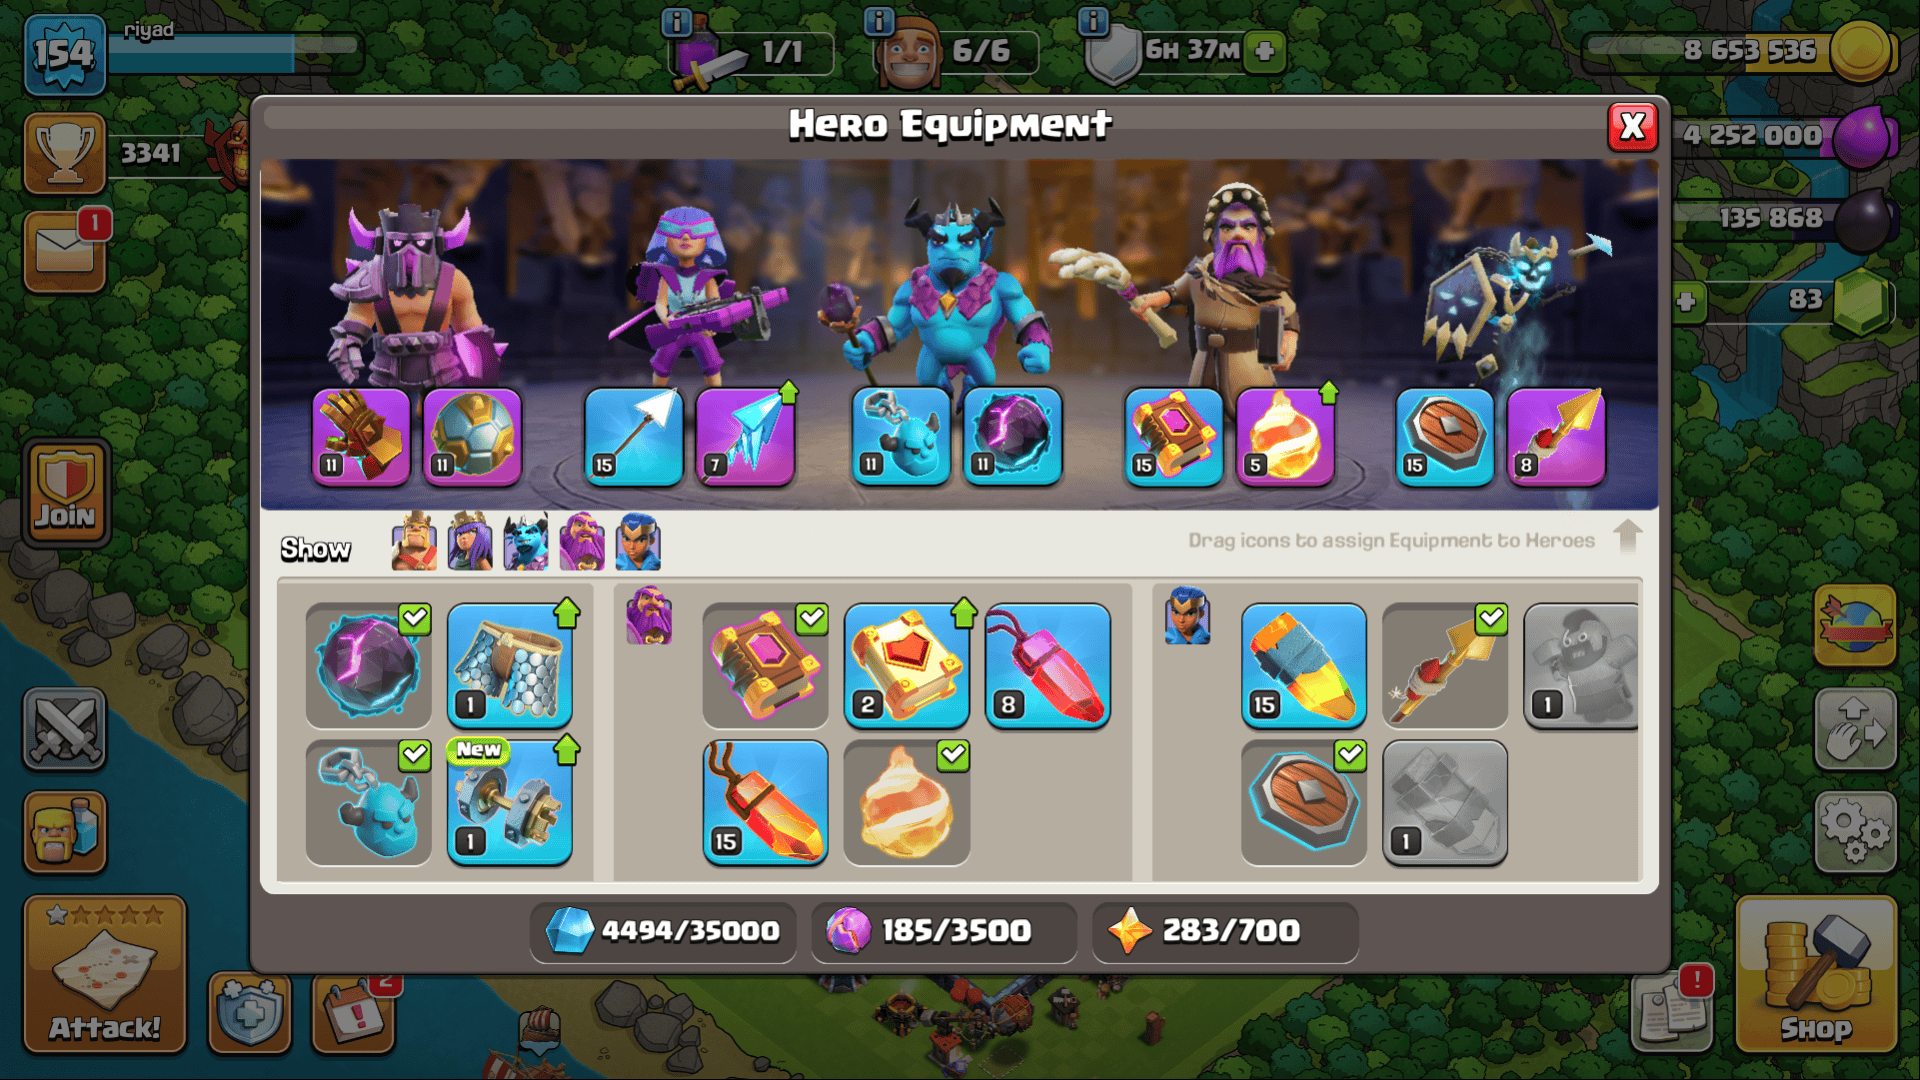 154
riyad
1/1
6/6
6H 37M
8 653 536
Hero Equipment
X
3341
4 252 000
1
135 868
83
11
11
15
7
11
11
15
5
15
8
Join
Show
Drag icons to assign Equipment to Heroes
1
2
8
15
1
New
1
15
1
4494/35000
185/3500
283/700
Attack!
2
!
Shop